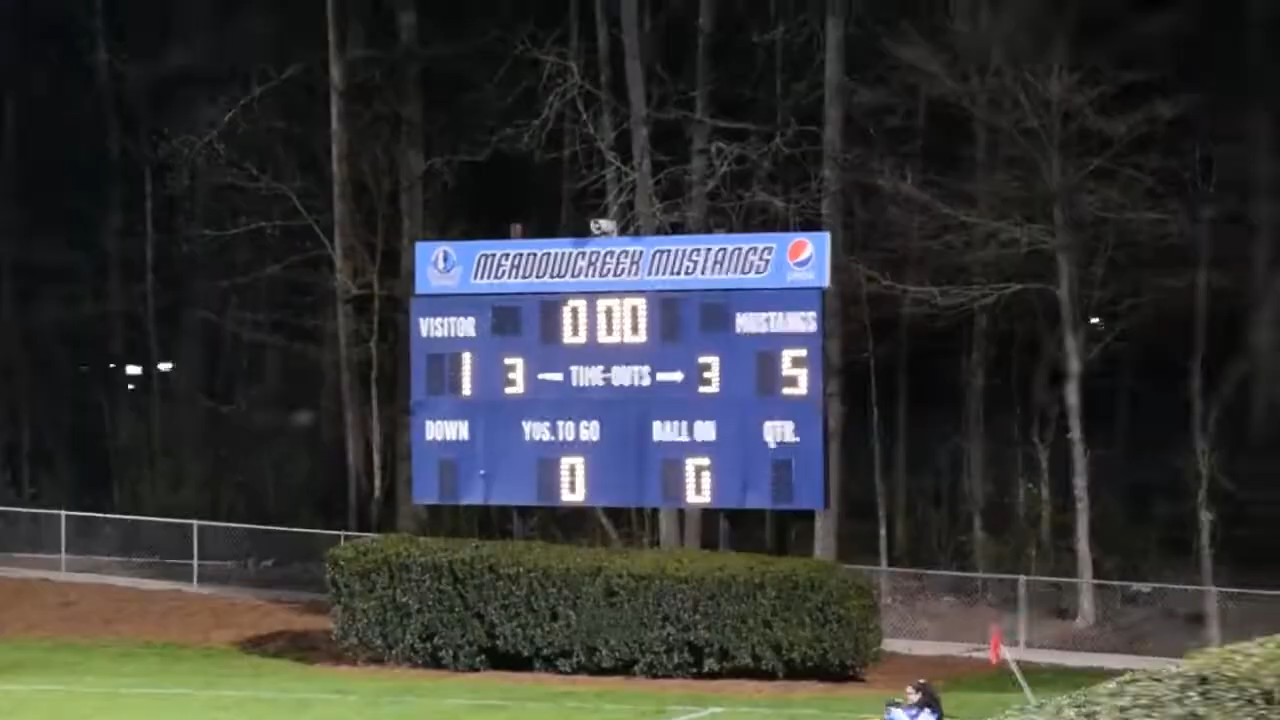 MEADOWCREEK MUSTANGS
VISITOR 0 00 MUSTANGS
1 3 TIME-OUTS 3 5
DOWN YDS. TO GO BALL ON QTR.
0 0